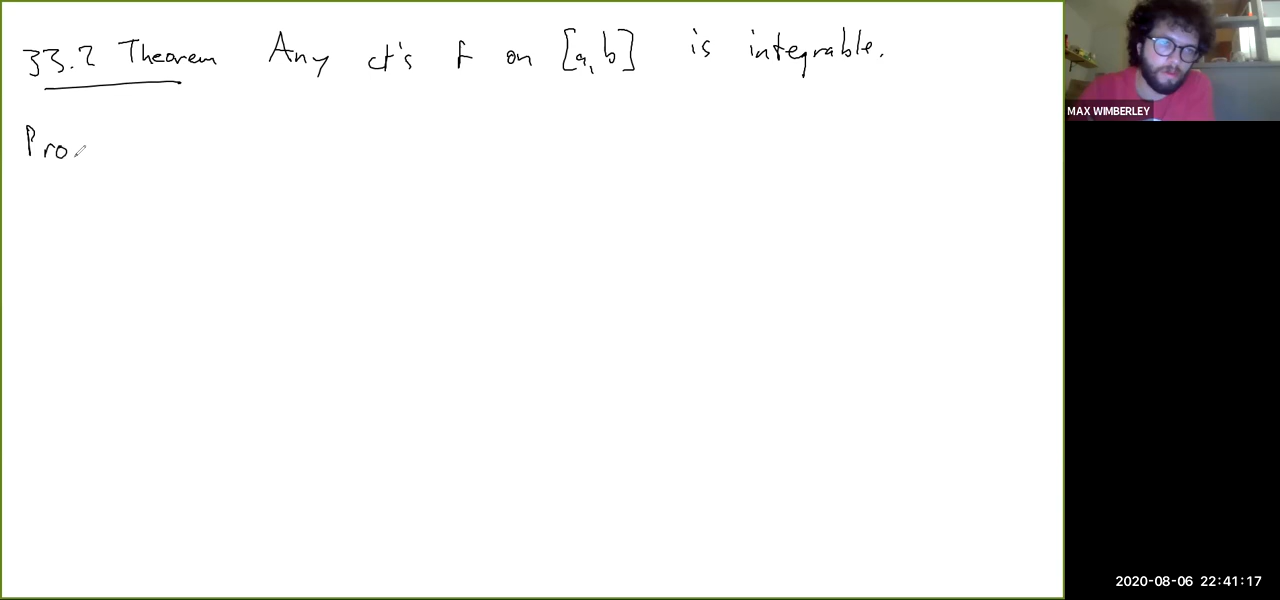 33.2 Theorem Any ct's f on [a,b] is integrable.
Pro
MAX WIMBERLEY
2020-08-06 22:41:17